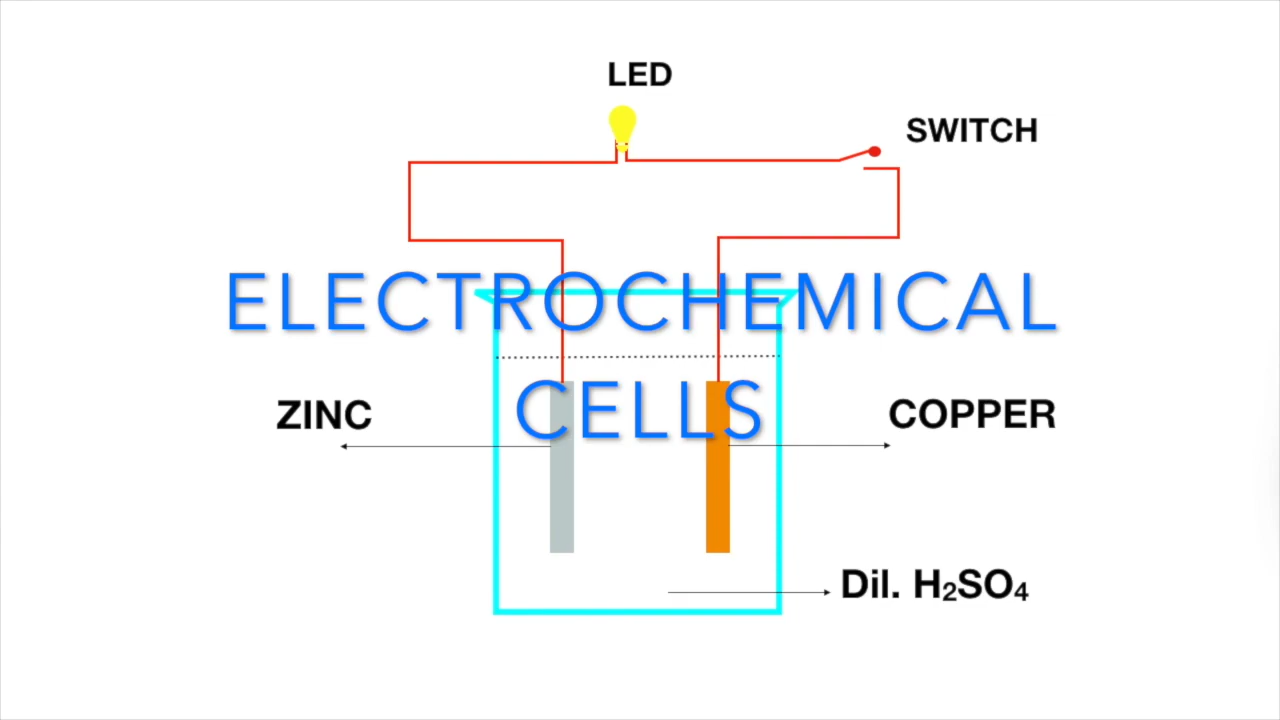 LED
SWITCH
ELECTROCHEMICAL
CELLS
ZINC
COPPER
Dil. H₂SO₄